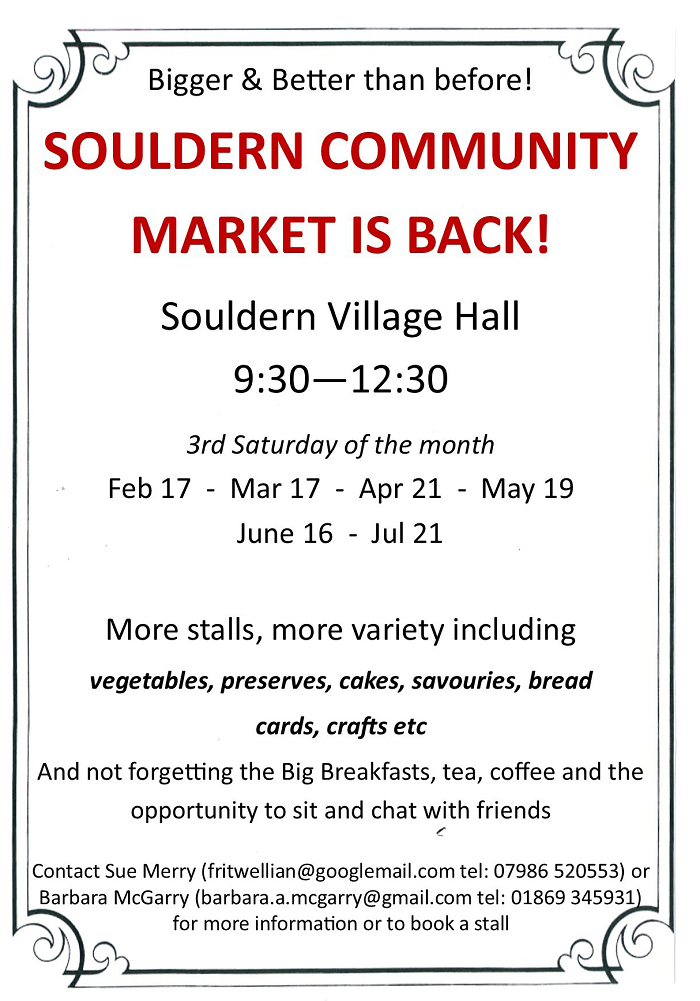 Bigger & Better than before!
SOULDERN COMMUNITY
MARKET IS BACK!
Souldern Village Hall
9:30—12:30
3rd Saturday of the month
Feb 17 - Mar 17 - Apr 21 - May 19
June 16 - Jul 21
More stalls, more variety including
vegetables, preserves, cakes, savouries, bread
cards, crafts etc
And not forgetting the Big Breakfasts, tea, coffee and the
opportunity to sit and chat with friends
Contact Sue Merry (fritwellian@googlemail.com tel: 07986 520553) or
Barbara McGarry (barbara.a.mcgarry@gmail.com tel: 01869 345931)
for more information or to book a stall